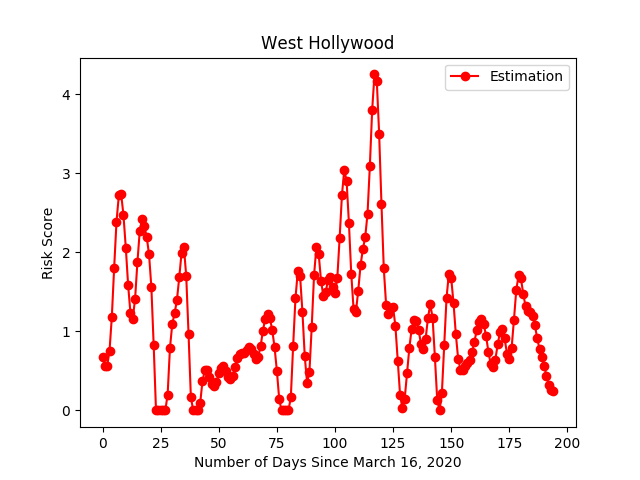 West Hollywood
Estimation
Risk Score
4
3
2
1
0
0 25 50 75 100 125 150 175 200
Number of Days Since March 16, 2020